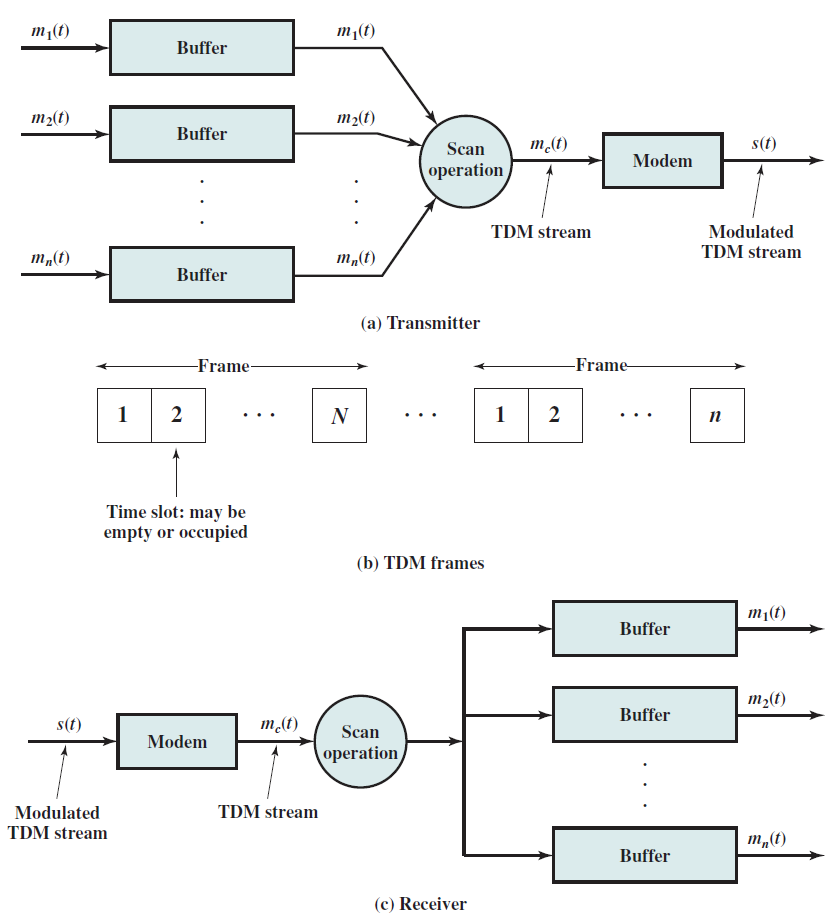 m₁(t)
Buffer
m₁(t)
m₂(t)
Buffer
m₂(t)
Scan
operation
m_c(t)
Modem
s(t)
TDM stream
Modulated
TDM stream
mₙ(t)
Buffer
mₙ(t)
(a) Transmitter
Frame
Frame
1 2 · · · N · · · 1 2 · · · n
Time slot: may be
empty or occupied
(b) TDM frames
Buffer
m₁(t)
Buffer
m₂(t)
s(t)
Modem
m_c(t)
Scan
operation
Modulated
TDM stream
TDM stream
Buffer
mₙ(t)
(c) Receiver